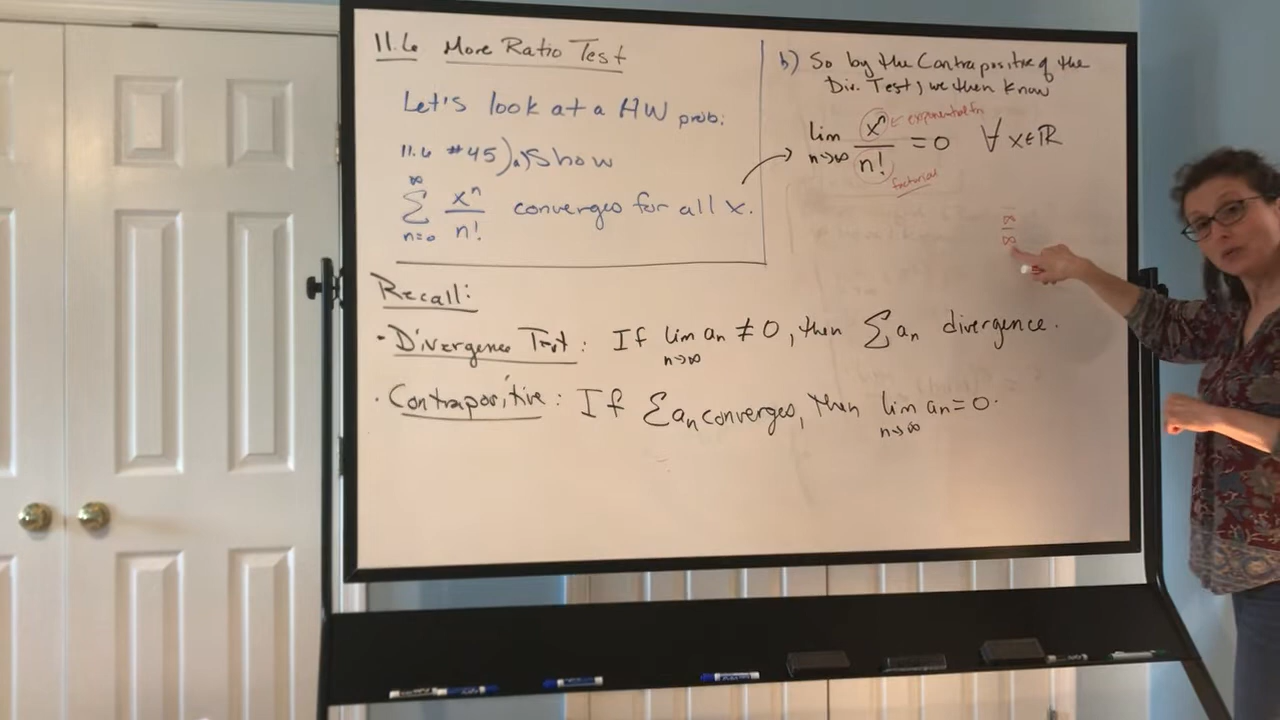 11.6 More Ratio Test
Let's look at a HW prob:
11.6 #45) a) Show
∞
∑ xⁿ/n! converges for all x.
n=0
b) So by the Contrapositive of the
Div. Test, we then know
lim xⁿ/n! = 0 ∀ x∈ℝ
n→∞
← exponential fn
factorial
∞/∞
Recall:
• Divergence Test: If lim aₙ ≠ 0, then ∑aₙ divergence.
n→∞
• Contrapositive: If ∑aₙ converges, then lim aₙ = 0.
n→∞